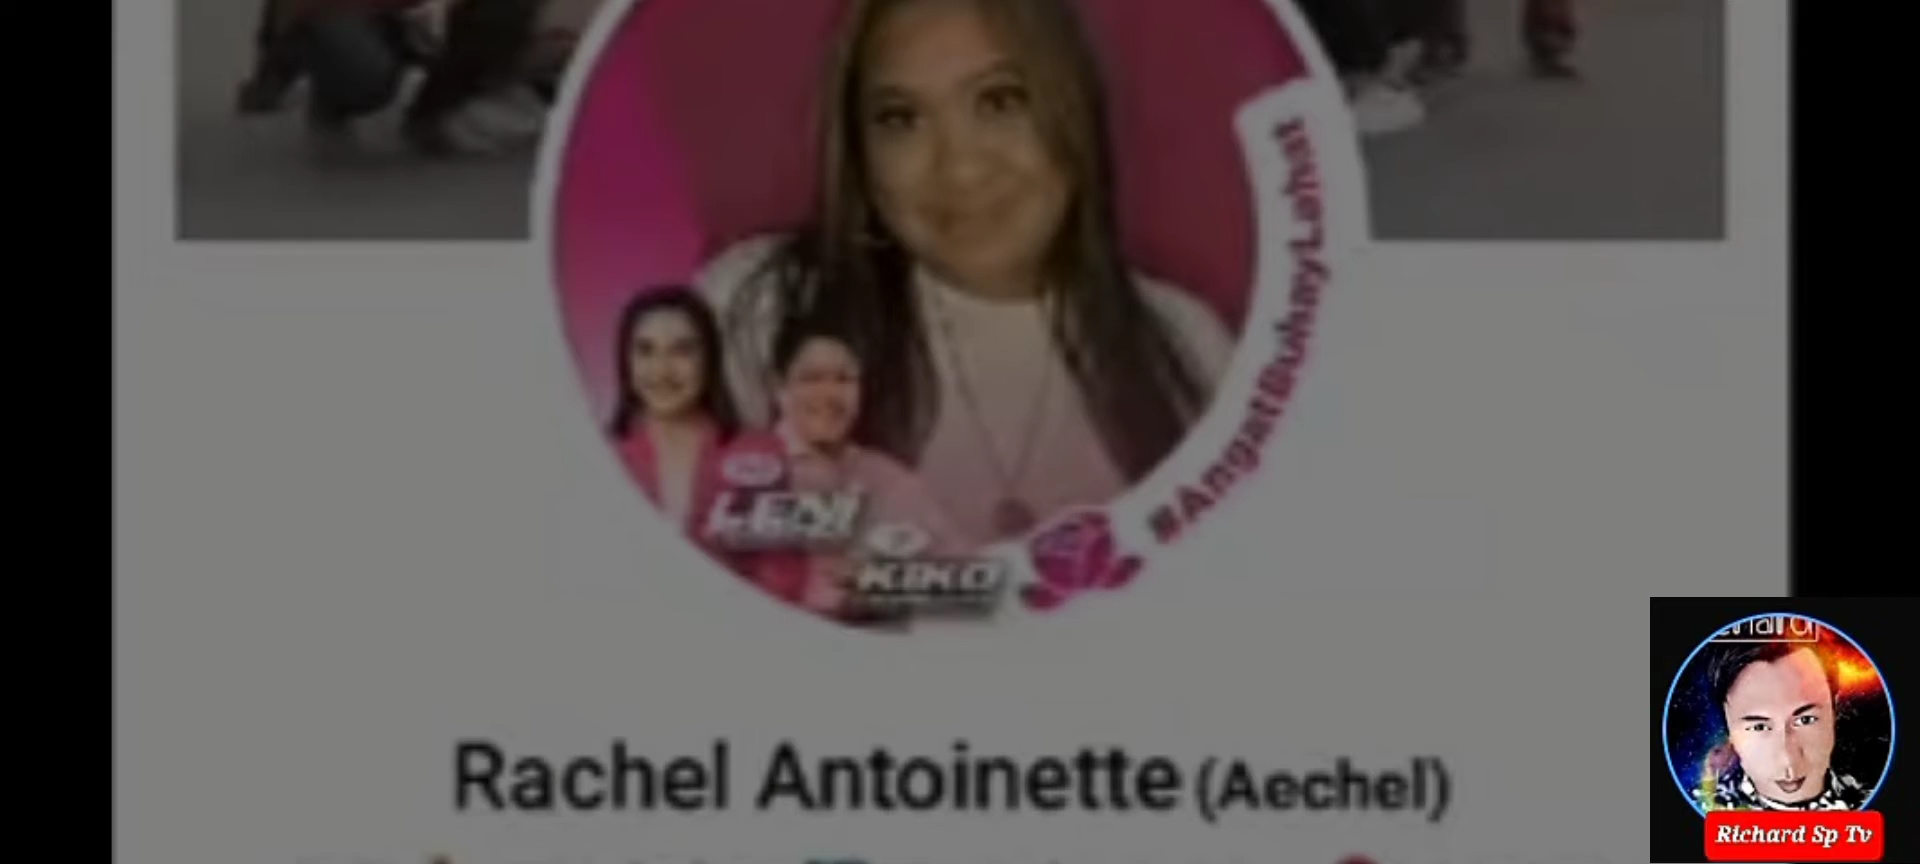 #AngatBuhayLahat
LENI
KIKO
Rachel Antoinette (Aechel)
Richard Sp Tv